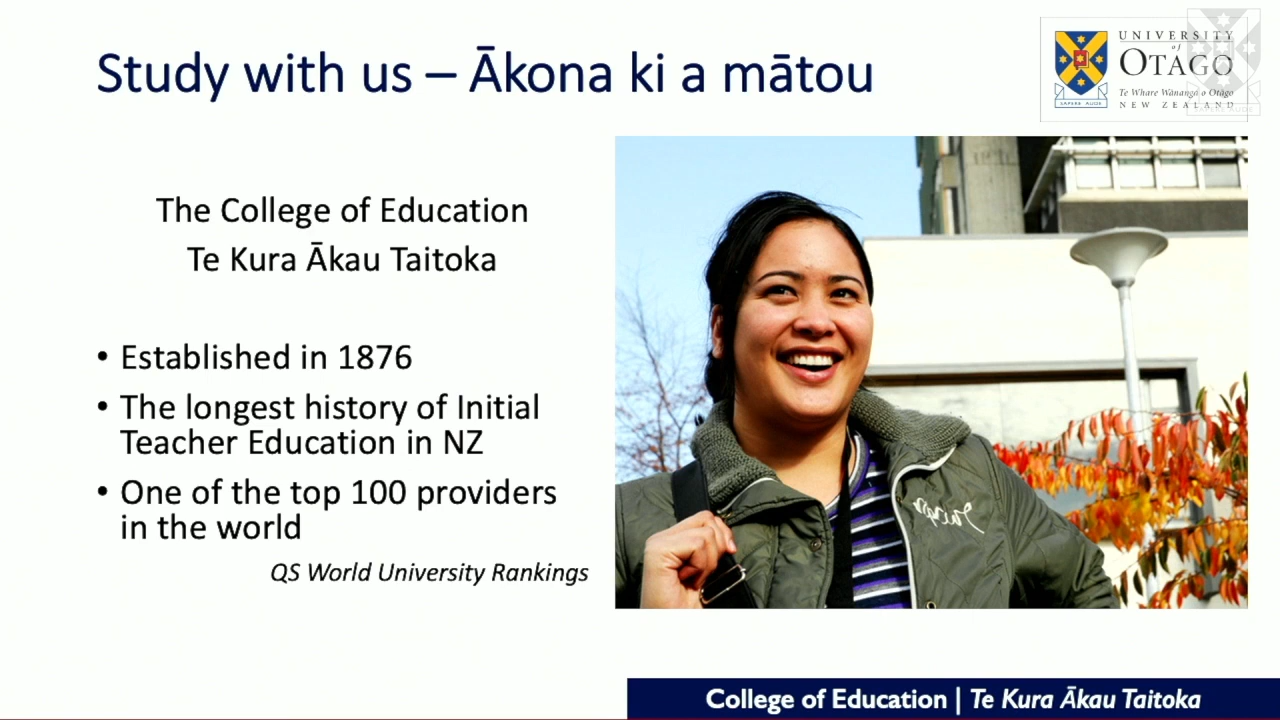 Study with us – Ākona ki a mātou
UNIVERSITY
of
OTAGO
Te Whare Wānanga o Otāgo
NEW ZEALAND
SAPERE AUDE
The College of Education
Te Kura Ākau Taitoka
• Established in 1876
• The longest history of Initial
Teacher Education in NZ
• One of the top 100 providers
in the world
QS World University Rankings
College of Education | Te Kura Ākau Taitoka